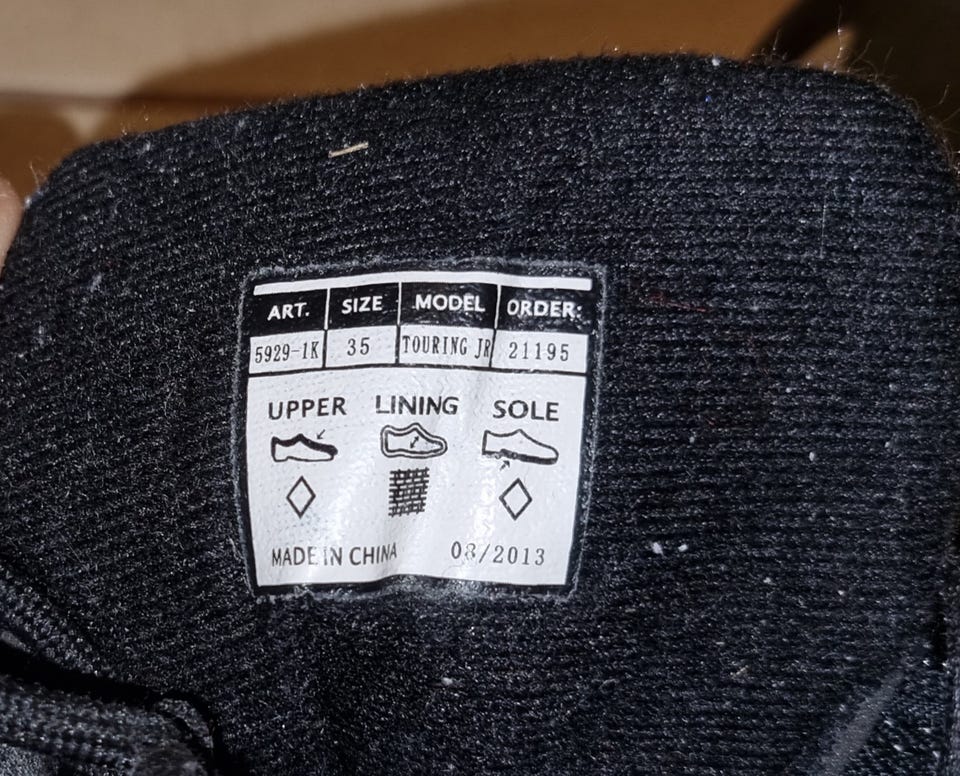 ART. SIZE MODEL ORDER:
5929-1K 35 TOURING JR 21195
UPPER LINING SOLE
MADE IN CHINA 08/2013